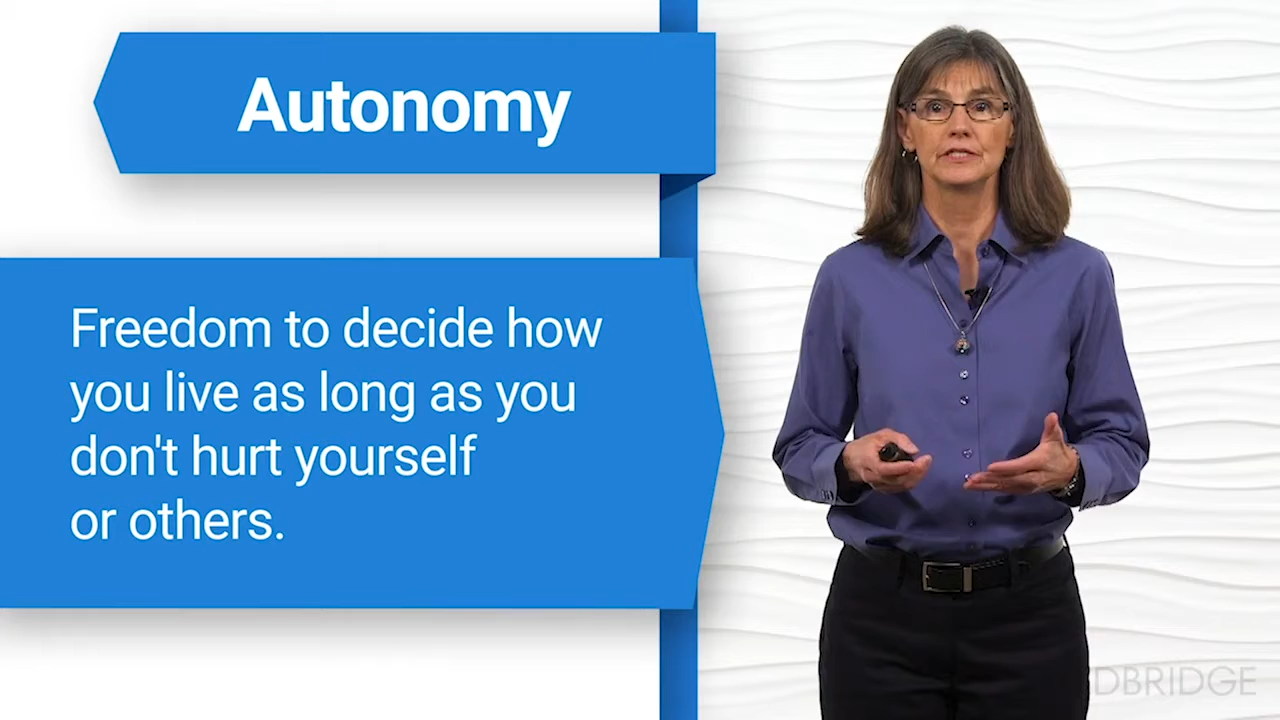 Autonomy
Freedom to decide how
you live as long as you
don't hurt yourself
or others.
DBRIDGE